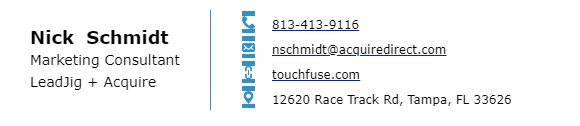 Nick Schmidt
Marketing Consultant
LeadJig + Acquire
813-413-9116
nschmidt@acquiredirect.com
touchfuse.com
12620 Race Track Rd, Tampa, FL 33626